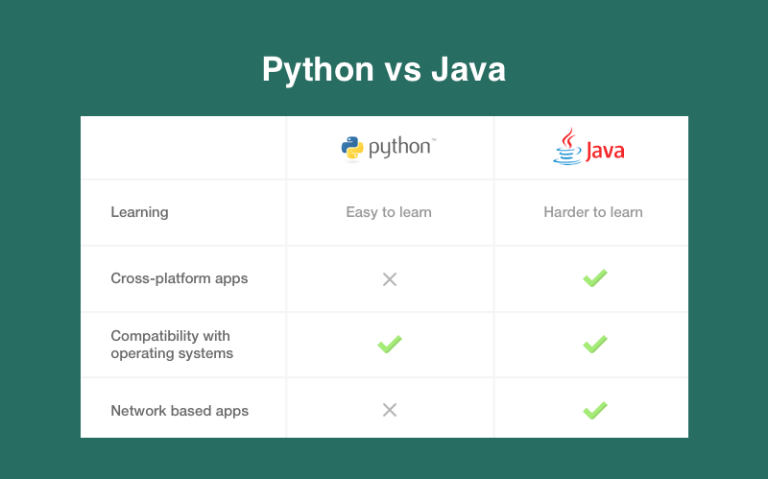 Python vs Java
python™
Java
Learning
Easy to learn
Harder to learn
Cross-platform apps
Compatibility with
operating systems
Network based apps